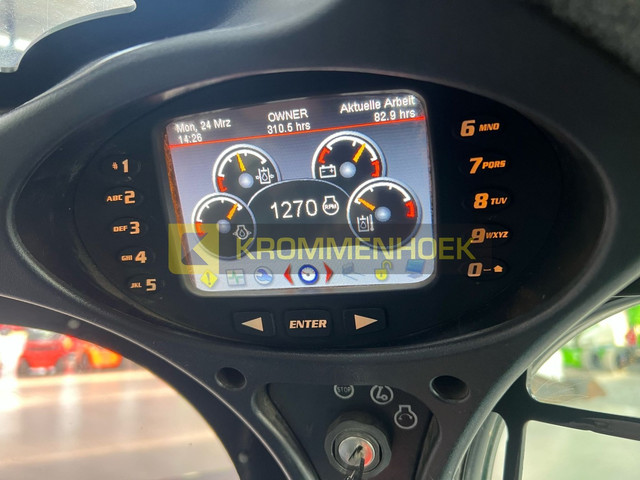 Mon, 24 Mrz
14:26
OWNER
310.5 hrs
Aktuelle Arbeit
82.9 hrs
1270 RPM
KROMMENHOEK
1
ABC 2
DEF 3
GHI 4
JKL 5
6 MNO
7 PQRS
8 TUV
9 WXYZ
0
ENTER
STOP